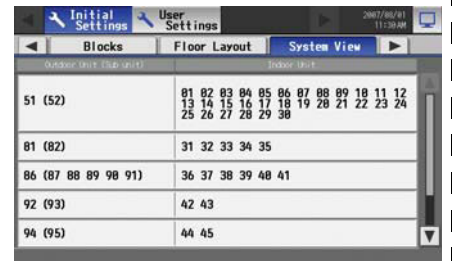 Initial Settings
User Settings
2007/08/01
11:30 AM
Blocks
Floor Layout
System View
Outdoor Unit (Sub unit)
Indoor Unit
51 (52)
01 02 03 04 05 06 07 08 09 10 11 12
13 14 15 16 17 18 19 20 21 22 23 24
25 26 27 28 29 30
81 (82)
31 32 33 34 35
86 (87 88 89 90 91)
36 37 38 39 40 41
92 (93)
42 43
94 (95)
44 45